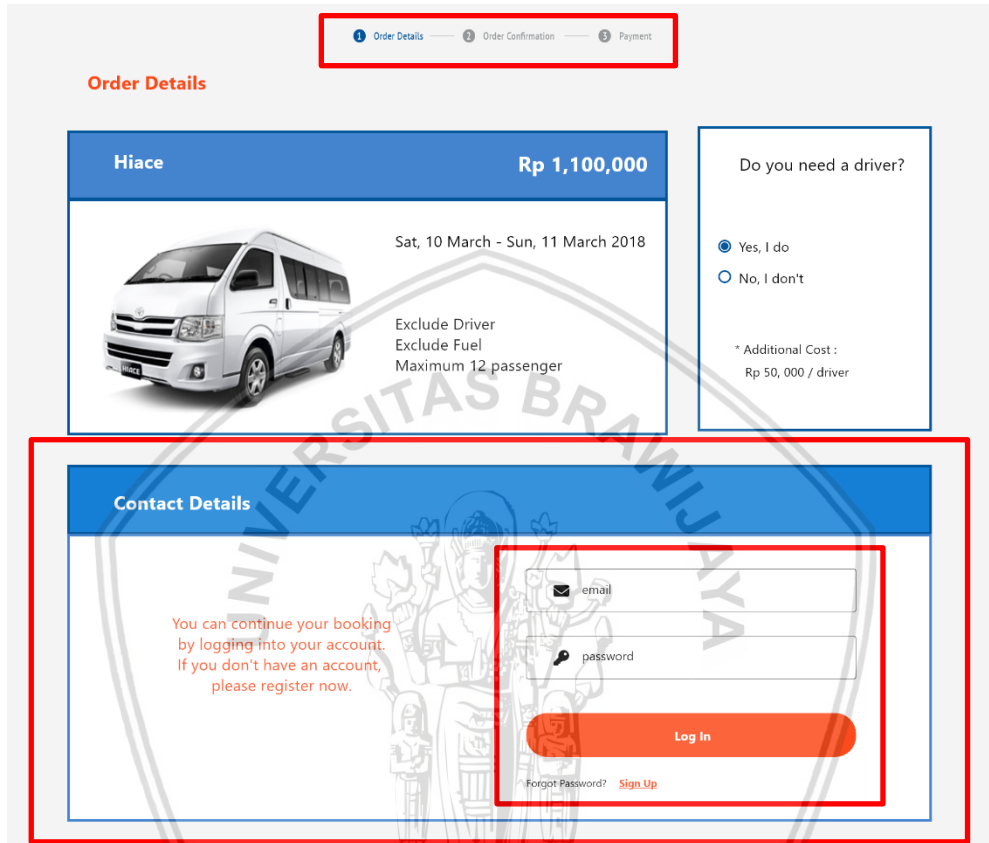 1 Order Details 2 Order Confirmation 3 Payment
Order Details
Hiace Rp 1,100,000
Sat, 10 March - Sun, 11 March 2018
Exclude Driver
Exclude Fuel
Maximum 12 passenger
HIACE
Do you need a driver?
Yes, I do
No, I don't
* Additional Cost :
Rp 50, 000 / driver
UNIVERSITAS BRAWIJAYA
Contact Details
You can continue your booking
by logging into your account.
If you don't have an account,
please register now.
email
password
Log In
Forgot Password? Sign Up